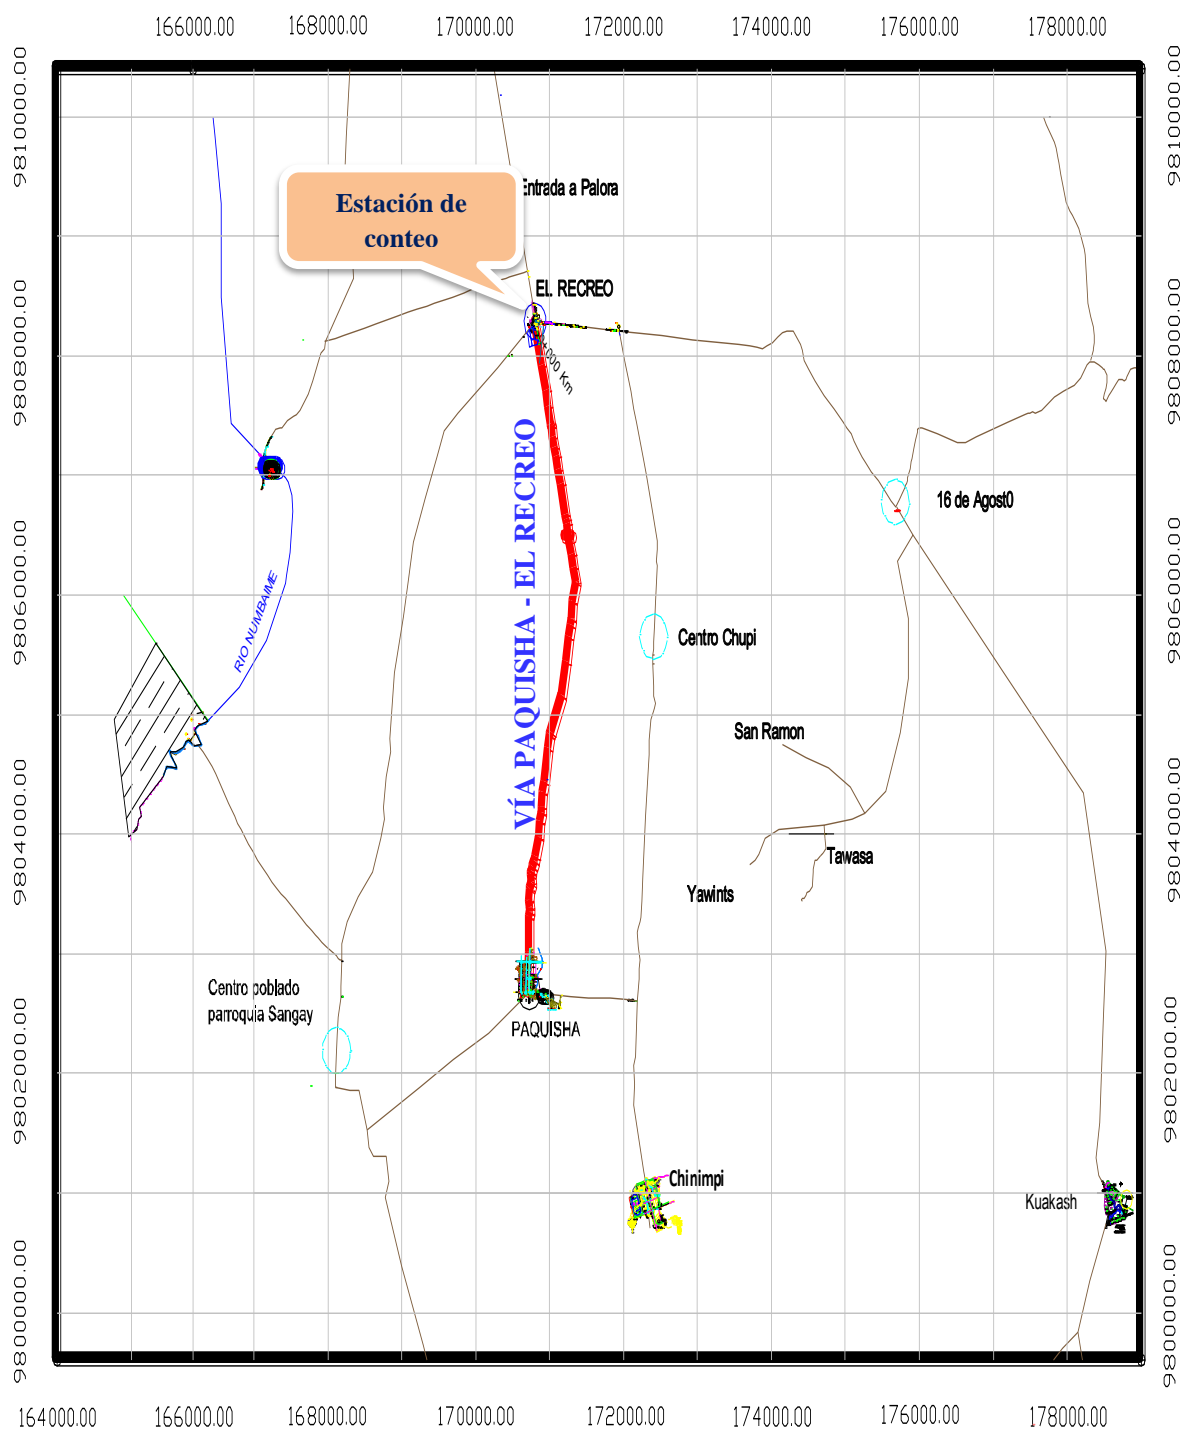 166000.00 168000.00 170000.00 172000.00 174000.00 176000.00 178000.00
9810000.00
9810000.00
Entrada a Palora
Estación de
conteo
EL RECREO
9808000.00
9808000.00
000 Km
VÍA PAQUISHA - EL RECREO
16 de Agost0
RIO NUMBAIME
9806000.00
9806000.00
Centro Chupi
San Ramon
9804000.00
9804000.00
Tawasa
Yawints
Centro poblado
parroquia Sangay
PAQUISHA
9802000.00
9802000.00
Chinimpi
Kuakash
9800000.00
9800000.00
164000.00 166000.00 168000.00 170000.00 172000.00 174000.00 176000.00 178000.00